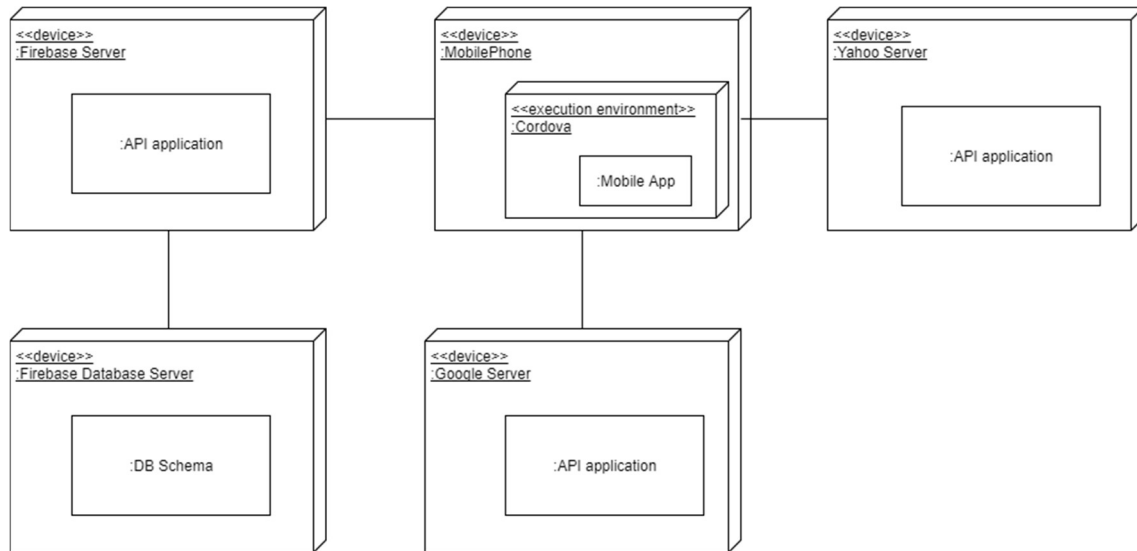 <<device>>
:Firebase Server
:API application
<<device>>
:MobilePhone
<<execution environment>>
:Cordova
:Mobile App
<<device>>
:Yahoo Server
:API application
<<device>>
:Firebase Database Server
:DB Schema
<<device>>
:Google Server
:API application